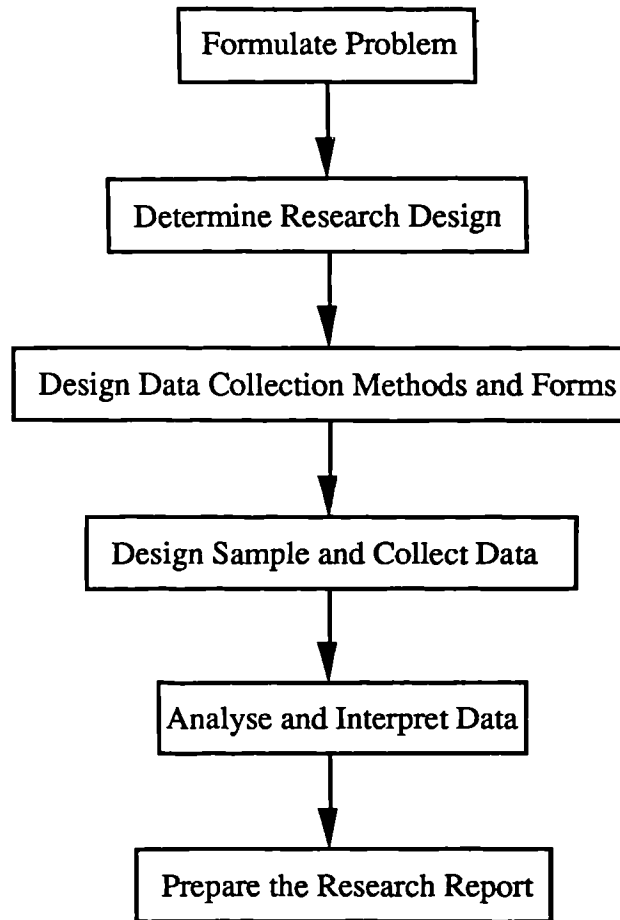 Formulate Problem
Determine Research Design
Design Data Collection Methods and Forms
Design Sample and Collect Data
Analyse and Interpret Data
Prepare the Research Report